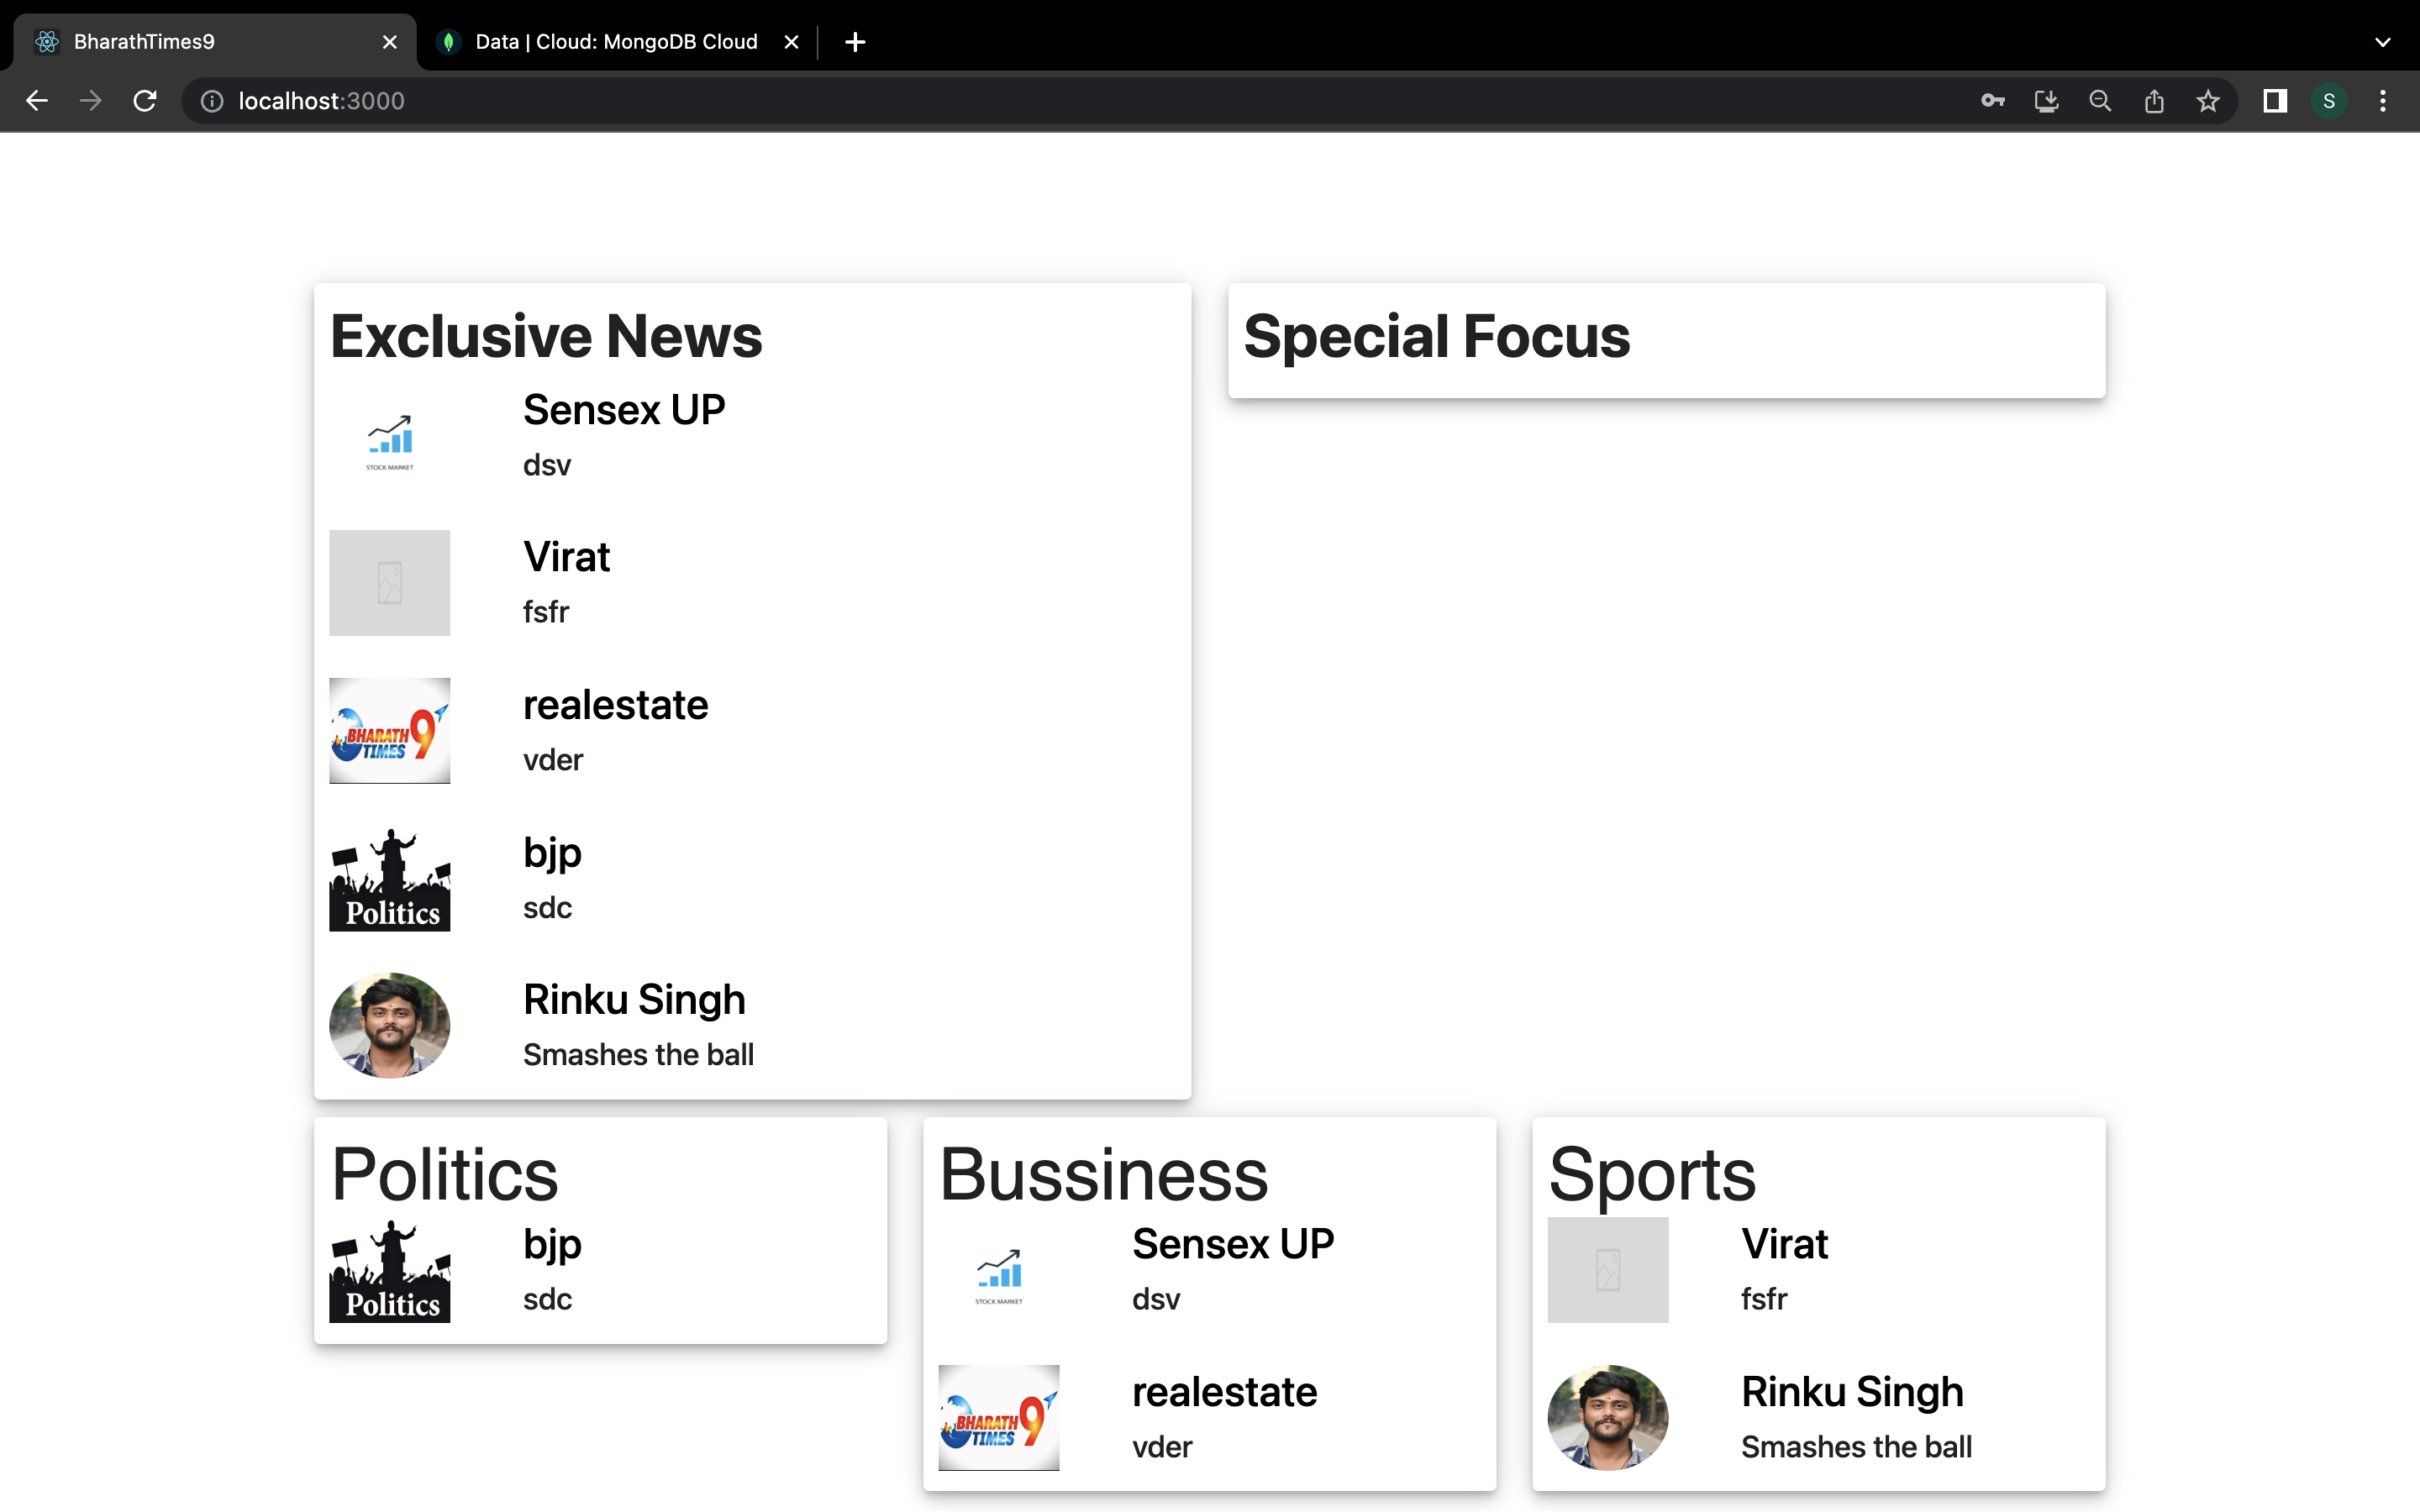 BharathTimes9
Data | Cloud: MongoDB Cloud
localhost:3000
S
Exclusive News
STOCK MARKET
Sensex UP
dsv
Virat
fsfr
BHARATH
TIMES 9
realestate
vder
Politics
bjp
sdc
Rinku Singh
Smashes the ball
Special Focus
Politics
Politics
bjp
sdc
Bussiness
STOCK MARKET
Sensex UP
dsv
BHARATH
TIMES 9
realestate
vder
Sports
Virat
fsfr
Rinku Singh
Smashes the ball